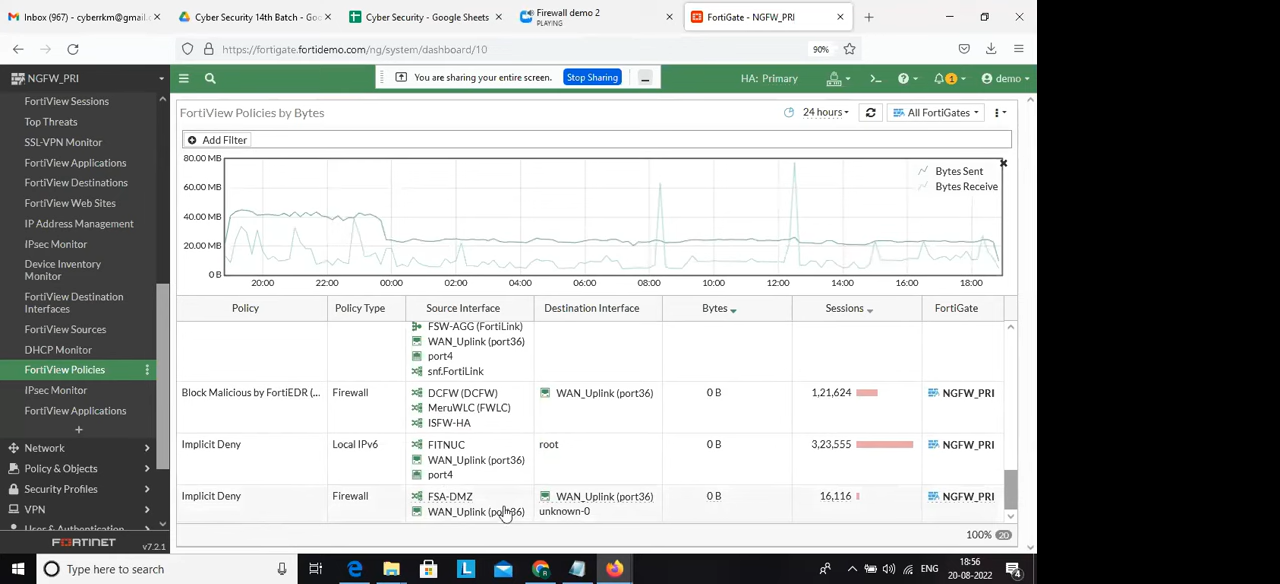 Inbox (967) - cyberrkm@gmail.c
Cyber Security 14th Batch - Goo
Cyber Security - Google Sheets
Firewall demo 2
PLAYING
FortiGate - NGFW_PRI
https://fortigate.fortidemo.com/ng/system/dashboard/10
90%
NGFW_PRI
You are sharing your entire screen.
Stop Sharing
HA: Primary
1
demo
FortiView Sessions
Top Threats
SSL-VPN Monitor
FortiView Applications
FortiView Destinations
FortiView Web Sites
IP Address Management
IPsec Monitor
Device Inventory
Monitor
FortiView Destination
Interfaces
FortiView Sources
DHCP Monitor
FortiView Policies
IPsec Monitor
FortiView Applications
Network
Policy & Objects
Security Profiles
VPN
User & Authentication
FORTINET
v7.2.1
FortiView Policies by Bytes
24 hours
All FortiGates
Add Filter
80.00 MB
60.00 MB
40.00 MB
20.00 MB
0 B
Bytes Sent
Bytes Receive
20:00 22:00 00:00 02:00 04:00 06:00 08:00 10:00 12:00 14:00 16:00 18:00
Policy Policy Type Source Interface Destination Interface Bytes Sessions FortiGate
FSW-AGG (FortiLink)
WAN_Uplink (port36)
port4
snf.FortiLink
Block Malicious by FortiEDR (... Firewall DCFW (DCFW) WAN_Uplink (port36) 0 B 1,21,624 NGFW_PRI
MeruWLC (FWLC)
ISFW-HA
Implicit Deny Local IPv6 FITNUC root 0 B 3,23,555 NGFW_PRI
WAN_Uplink (port36)
port4
Implicit Deny Firewall FSA-DMZ WAN_Uplink (port36) 0 B 16,116 NGFW_PRI
WAN_Uplink (port36) unknown-0
100% 20
Type here to search
L
ENG
18:56
20-08-2022
4